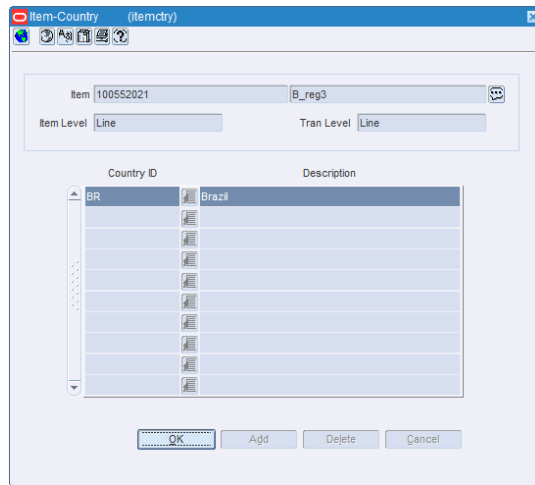 Item-Country (itemctry)
Item 100552021 B_reg3
Item Level Line Tran Level Line
Country ID Description
BR Brazil
OK Add Delete Cancel